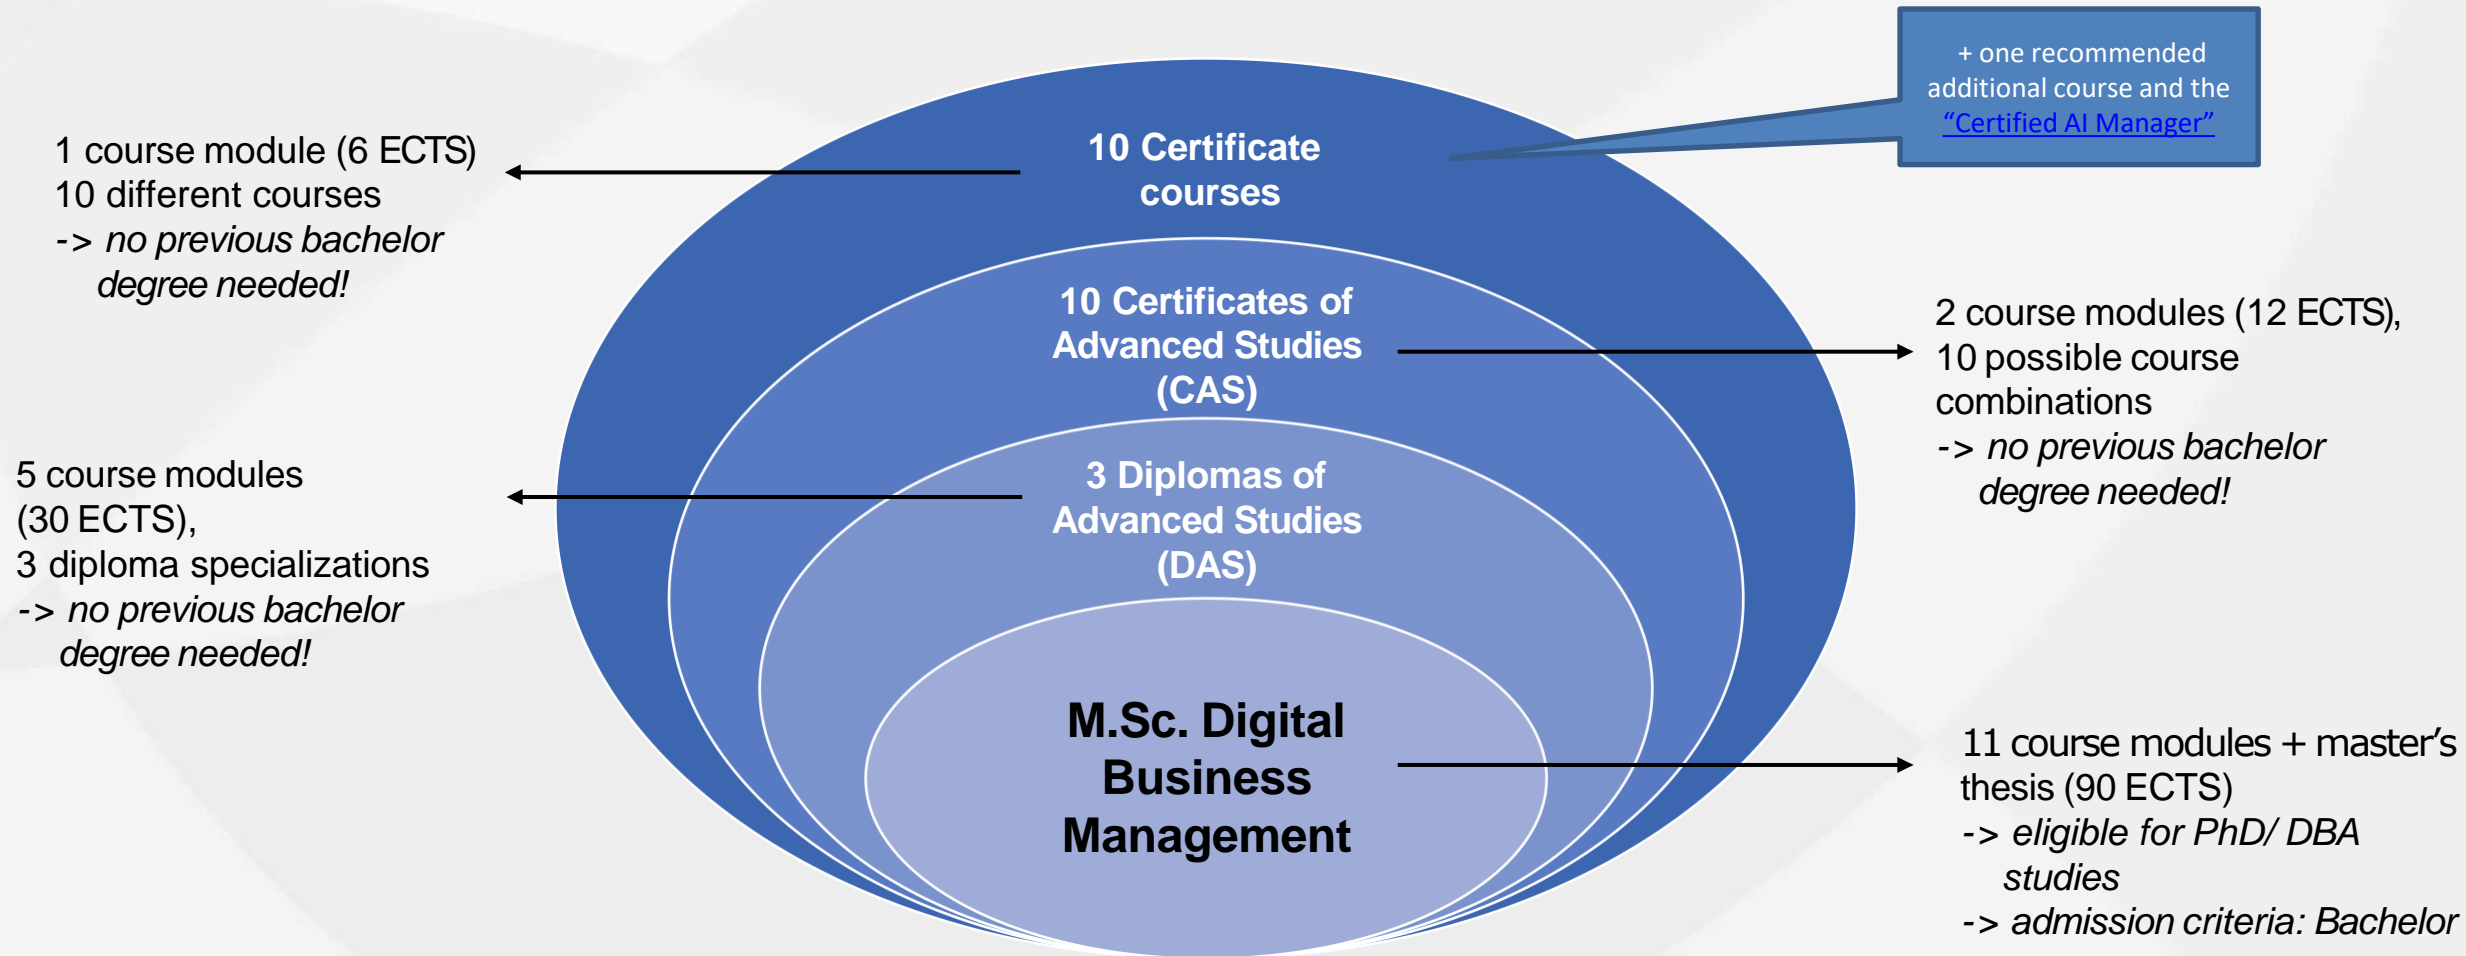 + one recommended
additional course and the
“Certified AI Manager”
1 course module (6 ECTS)
10 different courses
-> no previous bachelor
degree needed!
10 Certificate
courses
10 Certificates of
Advanced Studies
(CAS)
2 course modules (12 ECTS),
10 possible course
combinations
-> no previous bachelor
degree needed!
5 course modules
(30 ECTS),
3 diploma specializations
-> no previous bachelor
degree needed!
3 Diplomas of
Advanced Studies
(DAS)
M.Sc. Digital
Business
Management
11 course modules + master’s
thesis (90 ECTS)
-> eligible for PhD/ DBA
studies
-> admission criteria: Bachelor